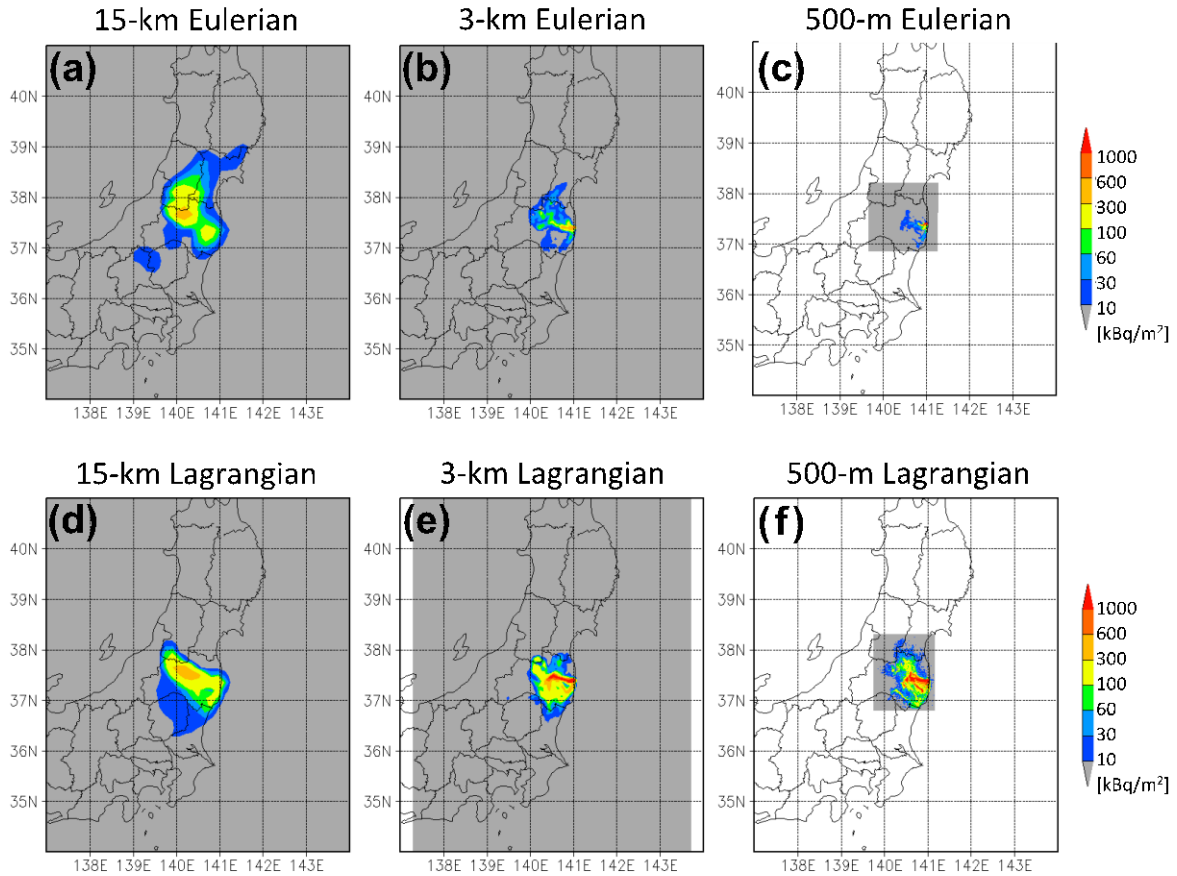 15-km Eulerian
3-km Eulerian
500-m Eulerian
(a)
(b)
(c)
40N
39N
38N
37N
36N
35N
138E 139E 140E 141E 142E 143E
40N
39N
38N
37N
36N
35N
138E 139E 140E 141E 142E 143E
40N
39N
38N
37N
36N
35N
138E 139E 140E 141E 142E 143E
1000
600
300
100
60
30
10
[kBq/m²]
15-km Lagrangian
3-km Lagrangian
500-m Lagrangian
(d)
(e)
(f)
40N
39N
38N
37N
36N
35N
138E 139E 140E 141E 142E 143E
40N
39N
38N
37N
36N
35N
138E 139E 140E 141E 142E 143E
40N
39N
38N
37N
36N
35N
138E 139E 140E 141E 142E 143E
1000
600
300
100
60
30
10
[kBq/m²]